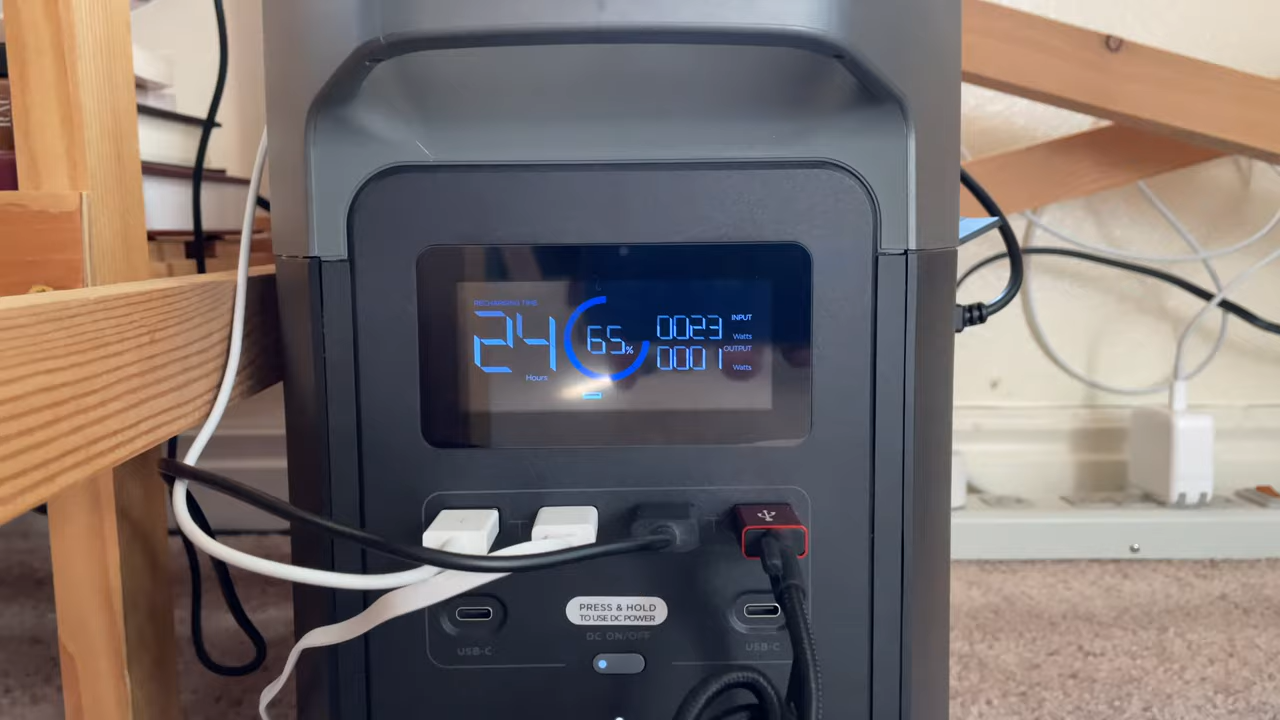 RECHARGING TIME
24
Hours
65%
0023
INPUT
Watts
0001
OUTPUT
Watts
PRESS & HOLD
TO USE DC POWER
DC ON/OFF
USB-C
USB-C